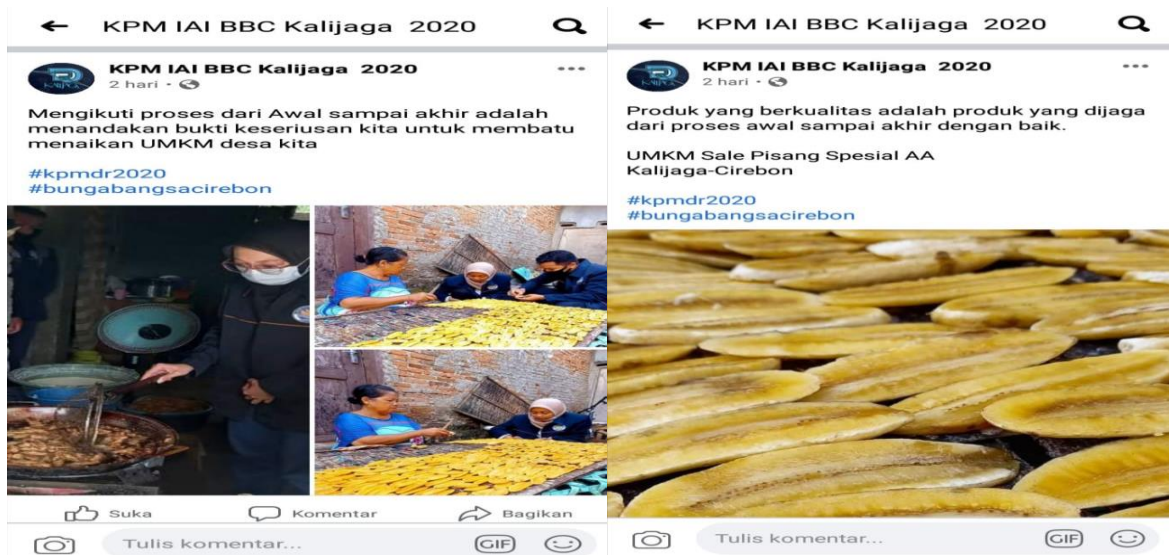 KPM IAI BBC Kalijaga 2020
KPM IAI BBC Kalijaga 2020
2 hari
Mengikuti proses dari Awal sampai akhir adalah
menandakan bukti keseriusan kita untuk membatu
menaikan UMKM desa kita
#kpmdr2020
#bungabangsacirebon
Suka
Komentar
Bagikan
Tulis komentar...
GIF
KPM IAI BBC Kalijaga 2020
KPM IAI BBC Kalijaga 2020
2 hari
Produk yang berkualitas adalah produk yang dijaga
dari proses awal sampai akhir dengan baik.
UMKM Sale Pisang Spesial AA
Kalijaga-Cirebon
#kpmdr2020
#bungabangsacirebon
Tulis komentar...
GIF